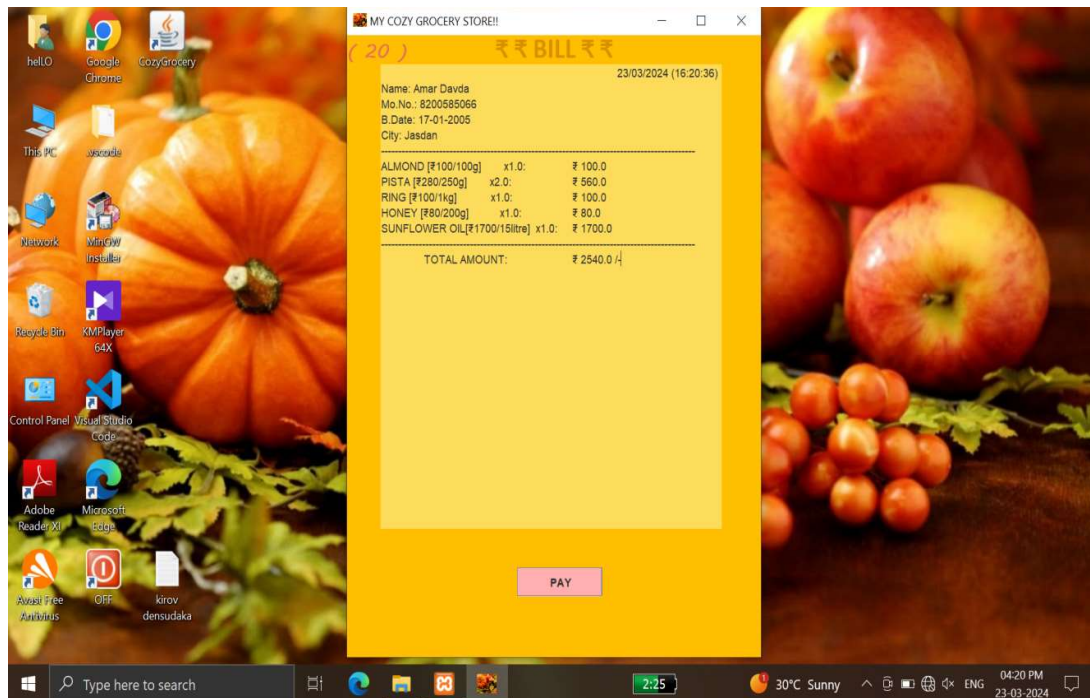 MY COZY GROCERY STORE!!
( 20 )
₹ ₹ BILL ₹ ₹
23/03/2024 (16:20:36)
Name: Amar Davda
Mo.No.: 8200585066
B.Date: 17-01-2005
City: Jasdan
ALMOND [₹100/100g] x1.0: ₹ 100.0
PISTA [₹280/250g] x2.0: ₹ 560.0
RING [₹100/1kg] x1.0: ₹ 100.0
HONEY [₹80/200g] x1.0: ₹ 80.0
SUNFLOWER OIL[₹1700/15litre] x1.0: ₹ 1700.0
TOTAL AMOUNT: ₹ 2540.0 /-
PAY
helLO
Google Chrome
CozyGrocery
This PC
.vscode
Network
MinGW Installer
Recycle Bin
KMPlayer 64X
Control Panel
Visual Studio Code
Adobe Reader XI
Microsoft Edge
Avast Free Antivirus
OFF
kirov densudaka
Type here to search
2:25
30°C Sunny
ENG
04:20 PM
23-03-2024